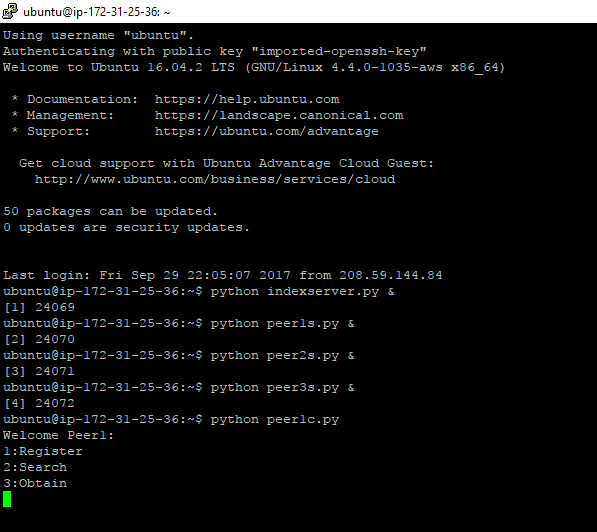 ubuntu@ip-172-31-25-36: ~
Using username "ubuntu".
Authenticating with public key "imported-openssh-key"
Welcome to Ubuntu 16.04.2 LTS (GNU/Linux 4.4.0-1035-aws x86_64)
* Documentation:  https://help.ubuntu.com
* Management:     https://landscape.canonical.com
* Support:        https://ubuntu.com/advantage
Get cloud support with Ubuntu Advantage Cloud Guest:
http://www.ubuntu.com/business/services/cloud
50 packages can be updated.
0 updates are security updates.
Last login: Fri Sep 29 22:05:07 2017 from 208.59.144.84
ubuntu@ip-172-31-25-36:~$ python indexserver.py &
[1] 24069
ubuntu@ip-172-31-25-36:~$ python peer1s.py &
[2] 24070
ubuntu@ip-172-31-25-36:~$ python peer2s.py &
[3] 24071
ubuntu@ip-172-31-25-36:~$ python peer3s.py &
[4] 24072
ubuntu@ip-172-31-25-36:~$ python peer1c.py
Welcome Peer1:
1:Register
2:Search
3:Obtain